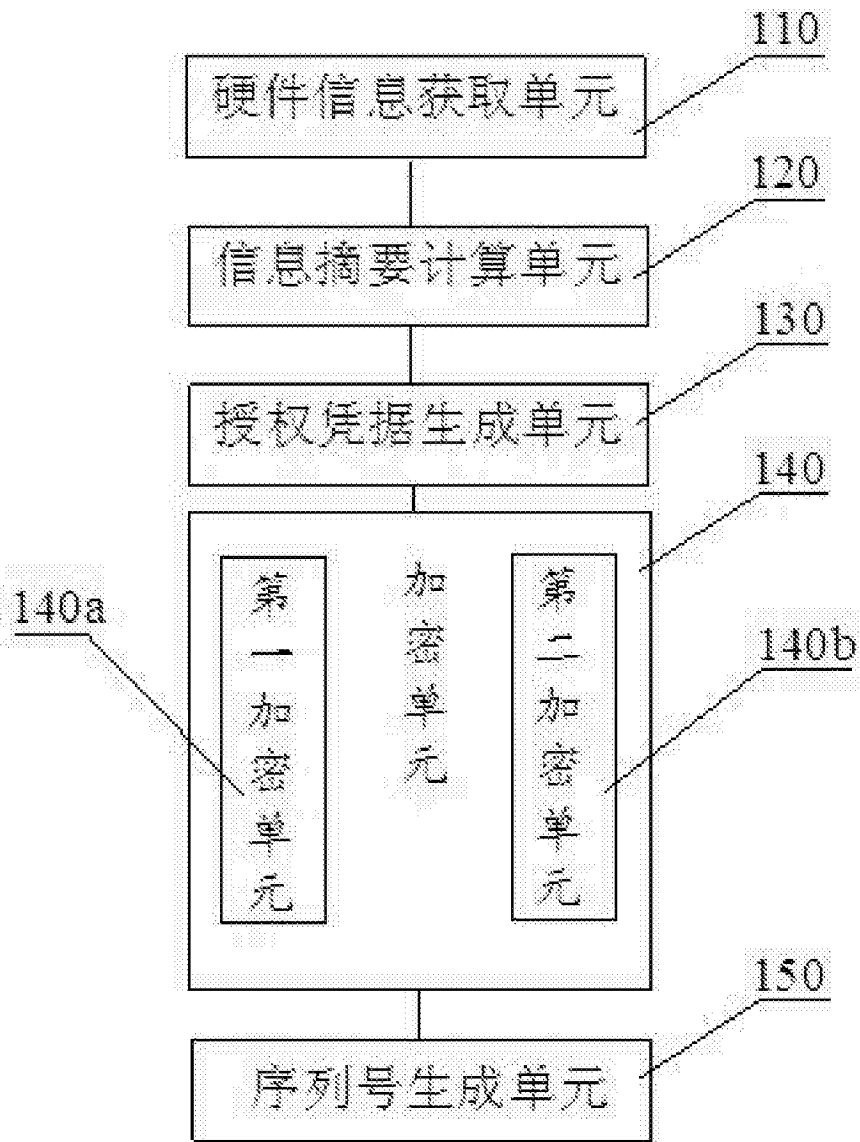 110
硬件信息获取单元
120
信息摘要计算单元
130
授权凭据生成单元
140
140a
第一加密单元
加密单元
第二加密单元
140b
150
序列号生成单元